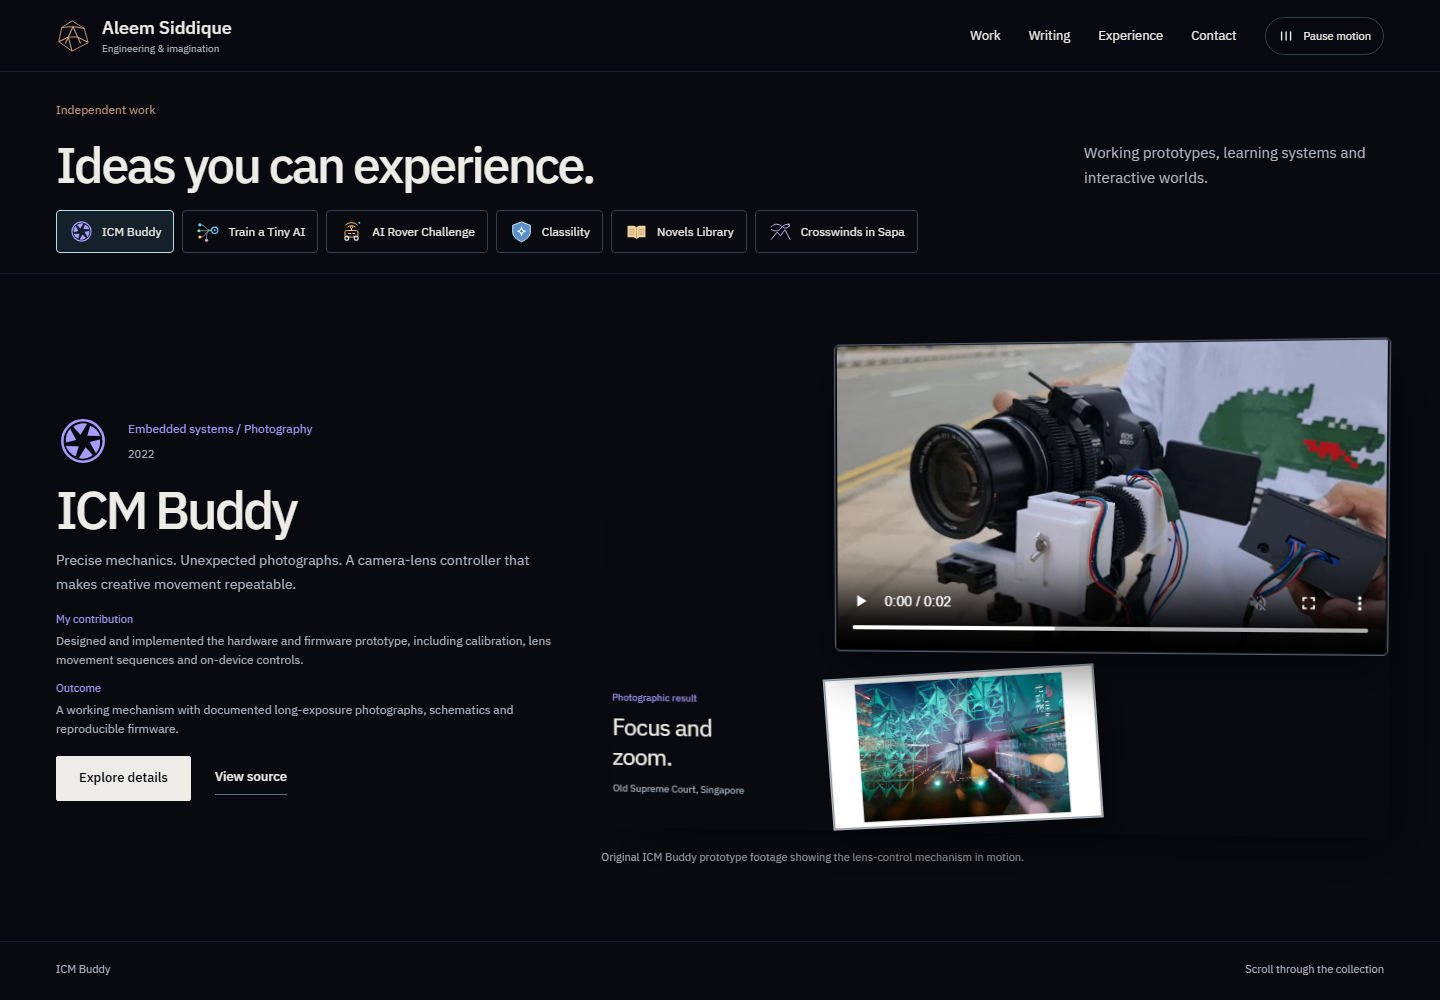 Aleem Siddique
Engineering & imagination
Work
Writing
Experience
Contact
Pause motion
Independent work
Ideas you can experience.
Working prototypes, learning systems and
interactive worlds.
ICM Buddy
Train a Tiny AI
AI Rover Challenge
Classility
Novels Library
Crosswinds in Sapa
Embedded systems / Photography
2022
ICM Buddy
Precise mechanics. Unexpected photographs. A camera-lens controller that
makes creative movement repeatable.
My contribution
Designed and implemented the hardware and firmware prototype, including calibration, lens
movement sequences and on-device controls.
Outcome
A working mechanism with documented long-exposure photographs, schematics and
reproducible firmware.
Explore details
View source
EOS
0:00 / 0:02
Photographic result
Focus and
zoom.
Old Supreme Court, Singapore
Original ICM Buddy prototype footage showing the lens-control mechanism in motion.
ICM Buddy
Scroll through the collection